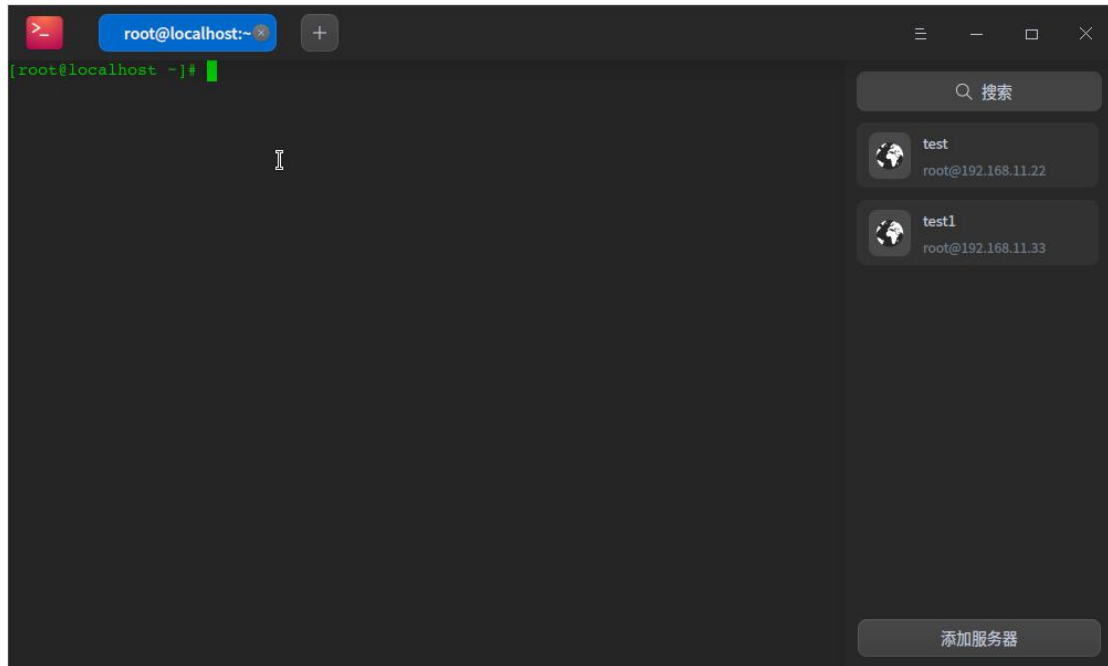 >_
root@localhost:~
[root@localhost ~]#
搜索
test
root@192.168.11.22
test1
root@192.168.11.33
添加服务器